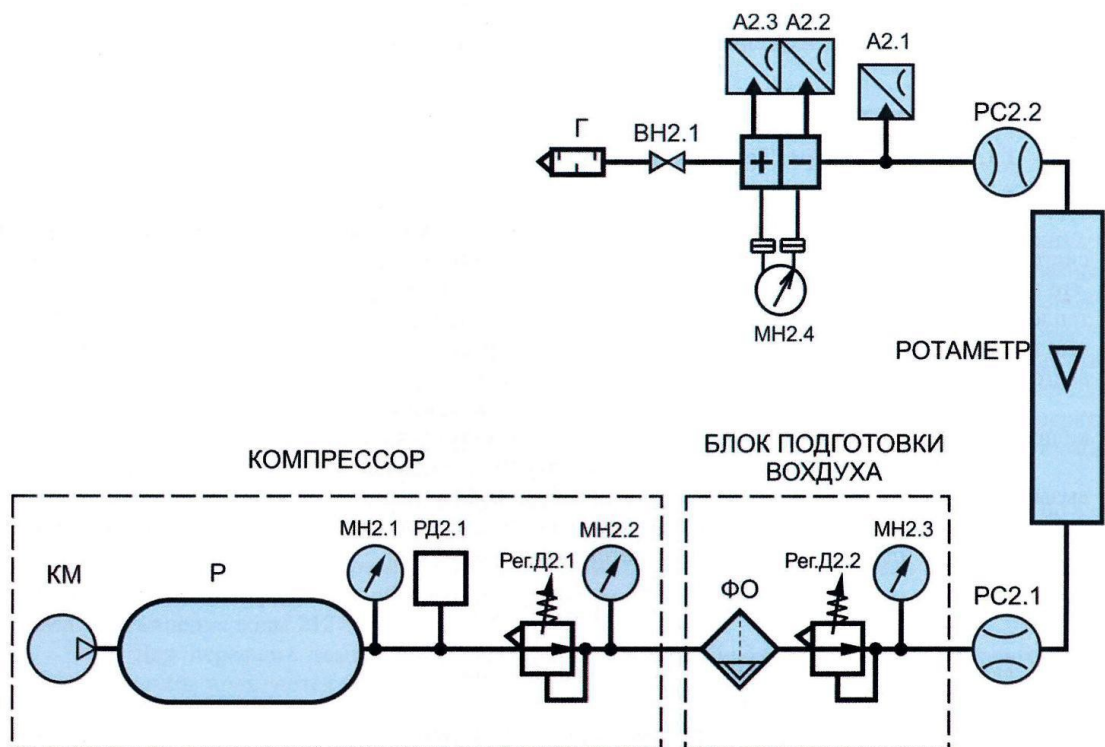 А2.3 А2.2
А2.1
Г
ВН2.1
РС2.2
+ −
МН2.4
РОТАМЕТР
КОМПРЕССОР
БЛОК ПОДГОТОВКИ
ВОХДУХА
МН2.1
РД2.1
МН2.2
МН2.3
КМ
Р
Рег.Д2.1
ФО
Рег.Д2.2
РС2.1